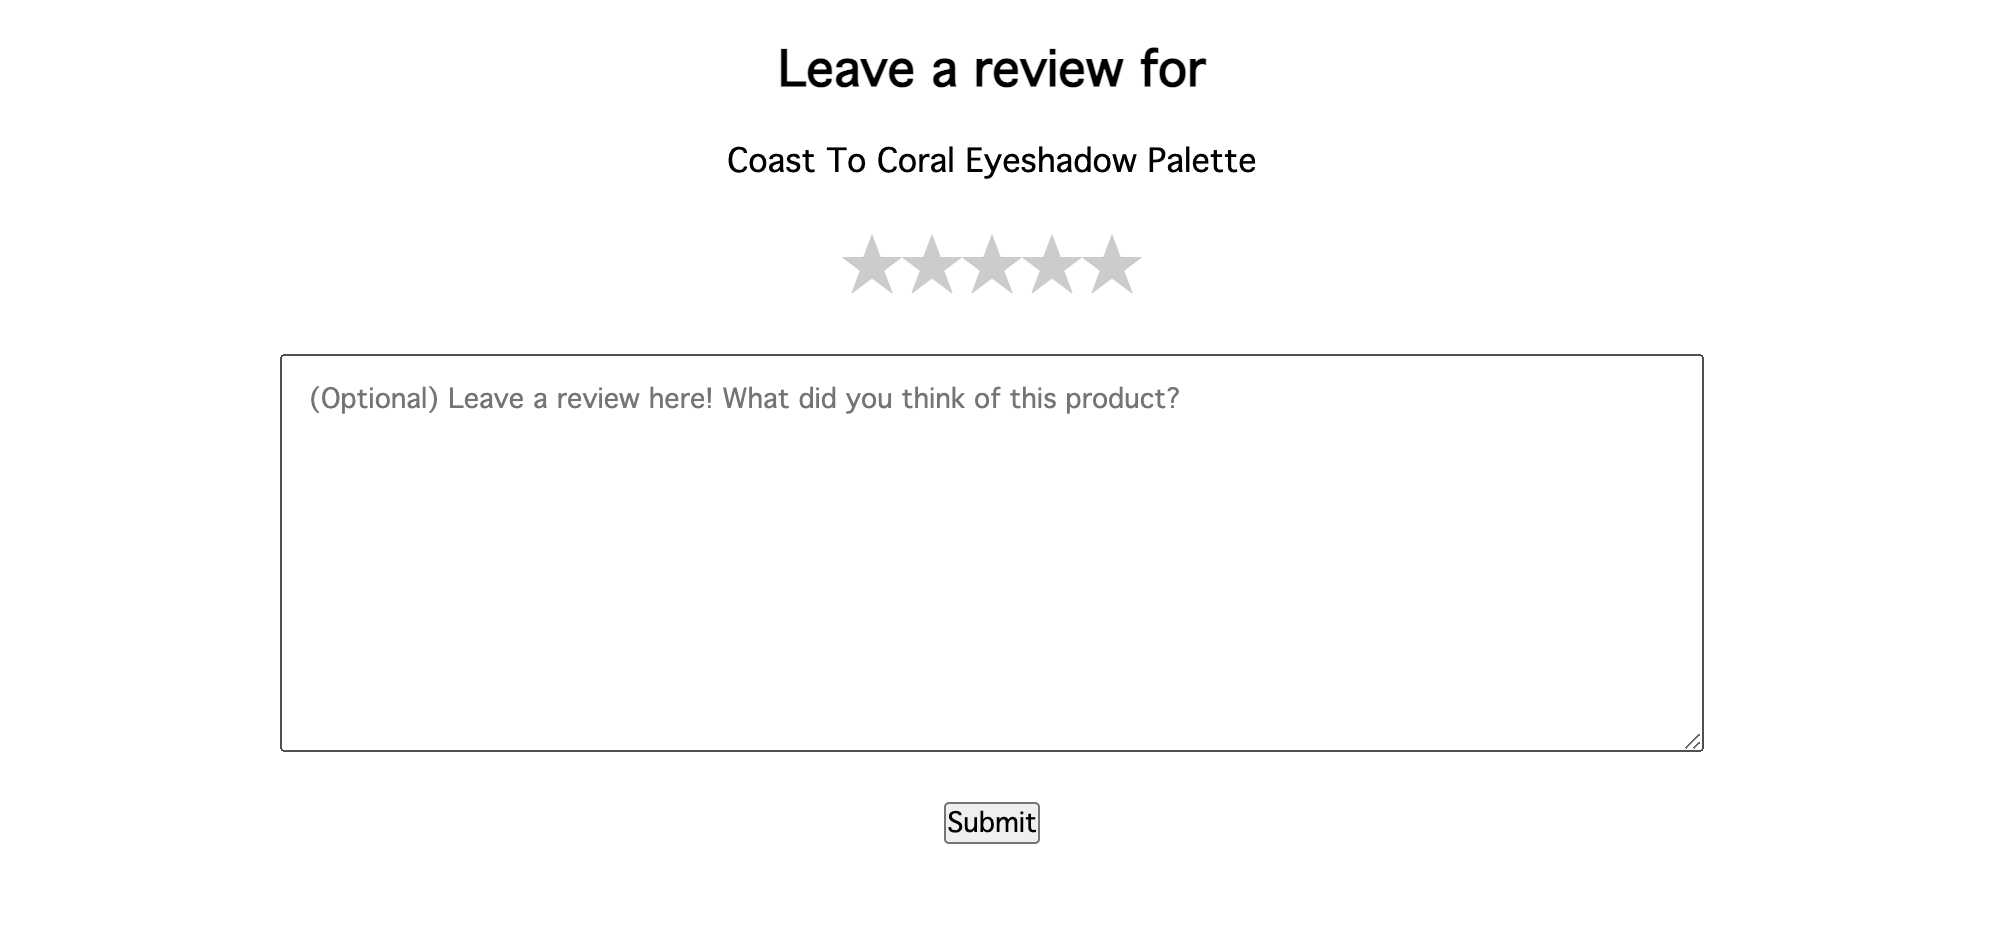 Leave a review for
Coast To Coral Eyeshadow Palette
(Optional) Leave a review here! What did you think of this product?
Submit